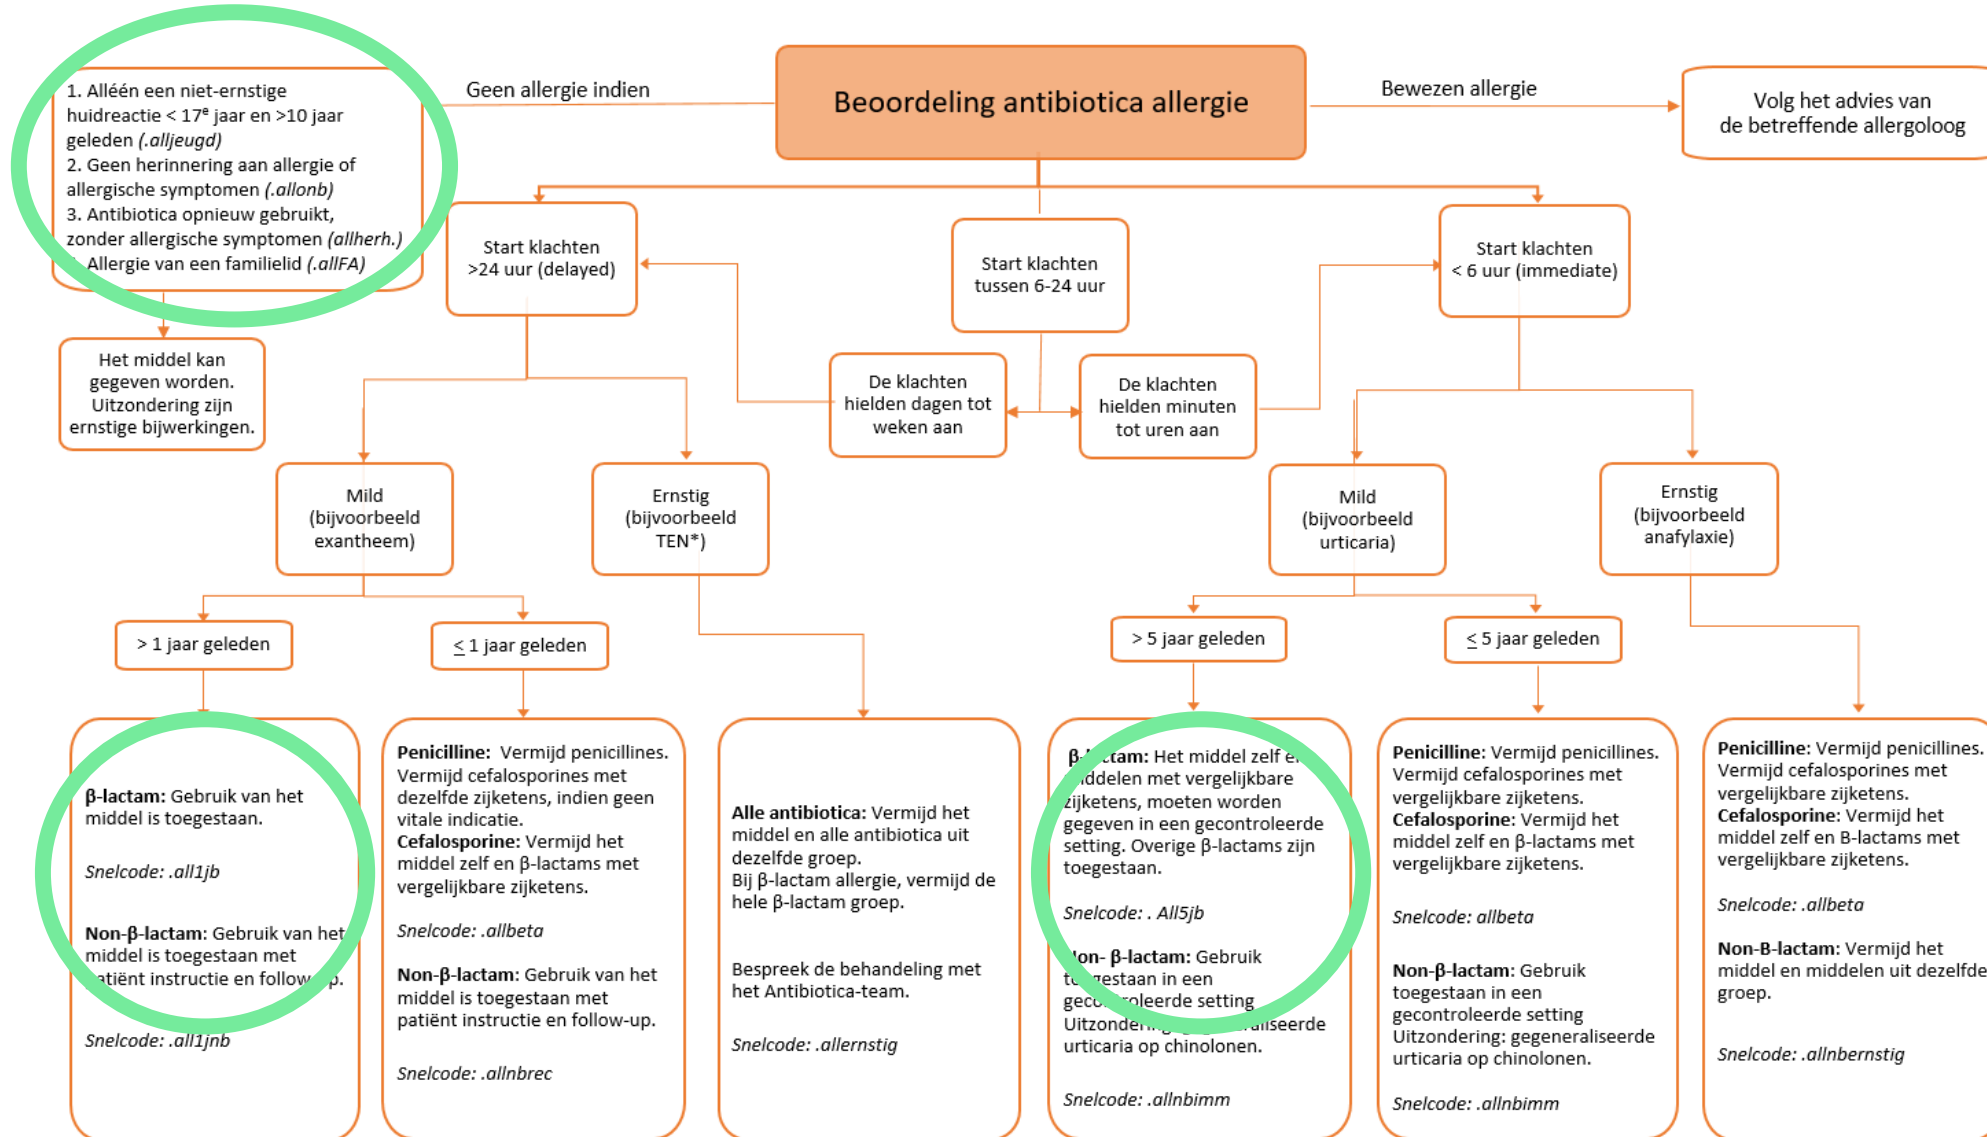 Beoordeling antibiotica allergie
Geen allergie indien
Bewezen allergie
1. Alléén een niet-ernstige
huidreactie < 17e jaar en >10 jaar
geleden (.alljeugd)
2. Geen herinnering aan allergie of
allergische symptomen (.allonb)
3. Antibiotica opnieuw gebruikt,
zonder allergische symptomen (allherh.)
Allergie van een familielid (.allFA)
Het middel kan
gegeven worden.
Uitzondering zijn
ernstige bijwerkingen.
Volg het advies van
de betreffende allergoloog
Start klachten
>24 uur (delayed)
Start klachten
tussen 6-24 uur
Start klachten
< 6 uur (immediate)
De klachten
hielden dagen tot
weken aan
De klachten
hielden minuten
tot uren aan
Mild
(bijvoorbeeld
exantheem)
Ernstig
(bijvoorbeeld
TEN*)
Mild
(bijvoorbeeld
urticaria)
Ernstig
(bijvoorbeeld
anafylaxie)
> 1 jaar geleden
≤ 1 jaar geleden
> 5 jaar geleden
≤ 5 jaar geleden
β-lactam: Gebruik van het
middel is toegestaan.
Snelcode: .all1jb
Non-β-lactam: Gebruik van het
middel is toegestaan met
patiënt instructie en follow-up.
Snelcode: .all1jnb
Penicilline: Vermijd penicillines.
Vermijd cefalosporines met
dezelfde zijketens, indien geen
vitale indicatie.
Cefalosporine: Vermijd het
middel zelf en β-lactams met
vergelijkbare zijketens.
Snelcode: .allbeta
Non-β-lactam: Gebruik van het
middel is toegestaan met
patiënt instructie en follow-up.
Snelcode: .allnbrec
Alle antibiotica: Vermijd het
middel en alle antibiotica uit
dezelfde groep.
Bij β-lactam allergie, vermijd de
hele β-lactam groep.
Bespreek de behandeling met
het Antibiotica-team.
Snelcode: .allernstig
β-lactam: Het middel zelf en
middelen met vergelijkbare
zijketens, moeten worden
gegeven in een gecontroleerde
setting. Overige β-lactams zijn
toegestaan.
Snelcode: . All5jb
Non- β-lactam: Gebruik
toegestaan in een
gecontroleerde setting
Uitzondering: gegeneraliseerde
urticaria op chinolonen.
Snelcode: .allnbimm
Penicilline: Vermijd penicillines.
Vermijd cefalosporines met
vergelijkbare zijketens.
Cefalosporine: Vermijd het
middel zelf en β-lactams met
vergelijkbare zijketens.
Snelcode: allbeta
Non-β-lactam: Gebruik
toegestaan in een
gecontroleerde setting
Uitzondering: gegeneraliseerde
urticaria op chinolonen.
Snelcode: .allnbimm
Penicilline: Vermijd penicillines.
Vermijd cefalosporines met
vergelijkbare zijketens.
Cefalosporine: Vermijd het
middel zelf en B-lactams met
vergelijkbare zijketens.
Snelcode: .allbeta
Non-B-lactam: Vermijd het
middel en middelen uit dezelfde
groep.
Snelcode: .allnbernstig